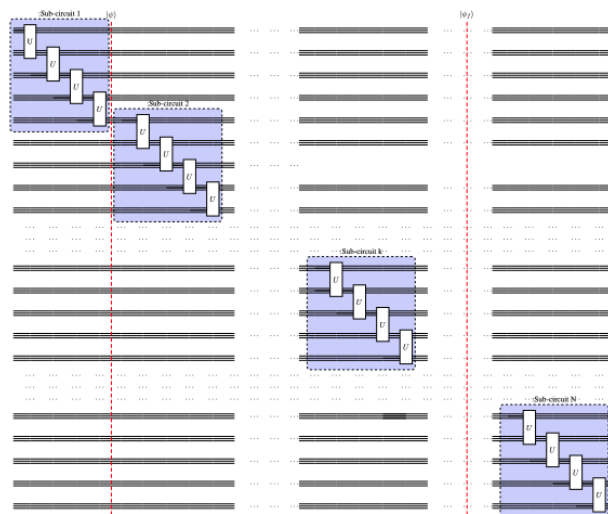 :Sub-circuit 1 |ψ⟩ |ψ_f⟩
U
U
U
U
:Sub-circuit 2
U
U
U
U
:Sub-circuit k
U
U
U
U
:Sub-circuit N
U
U
U
U